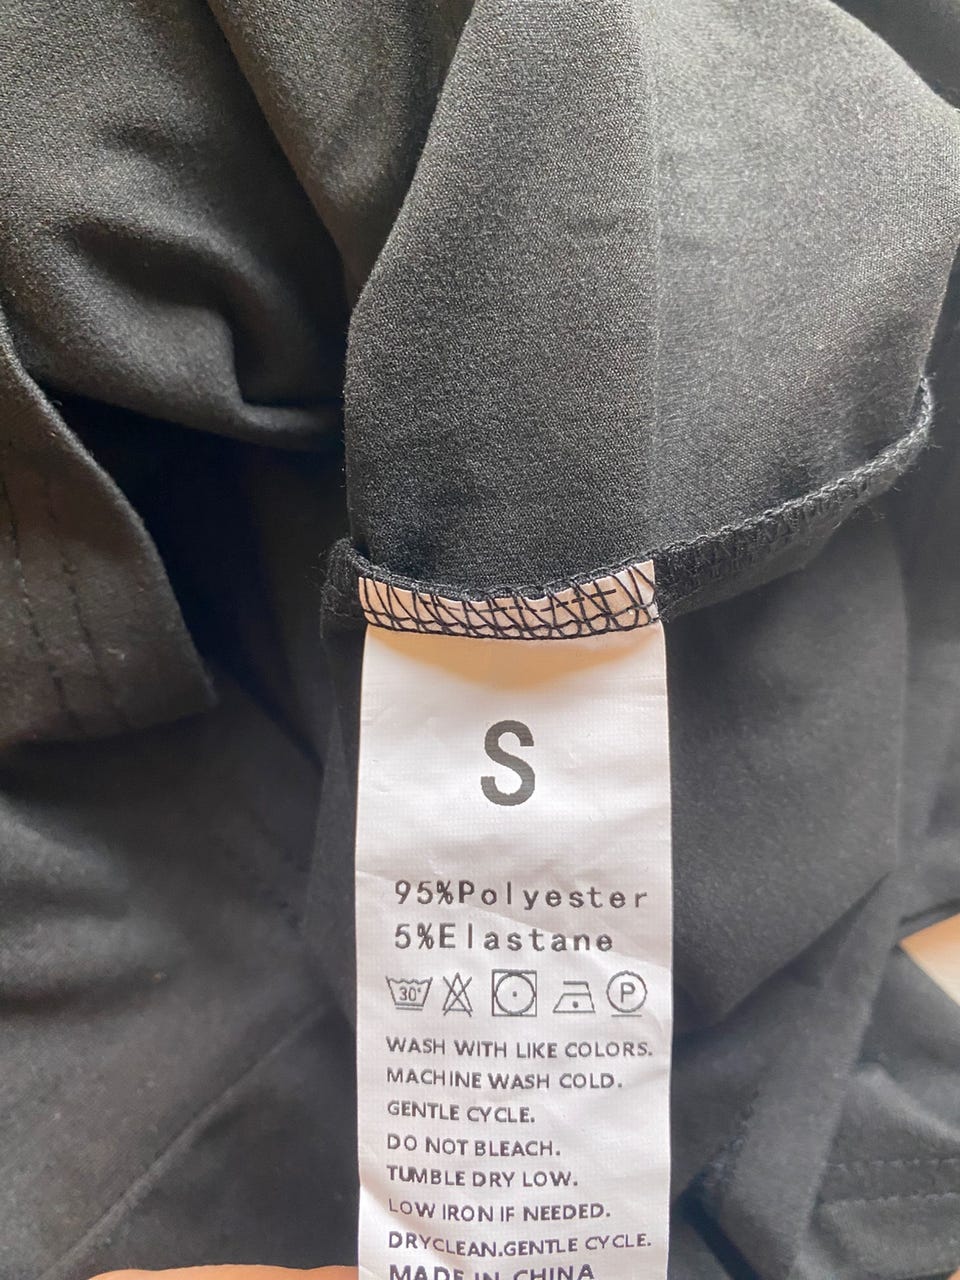 S
95%Polyester
5%Elastane
30° P
WASH WITH LIKE COLORS.
MACHINE WASH COLD.
GENTLE CYCLE.
DO NOT BLEACH.
TUMBLE DRY LOW.
LOW IRON IF NEEDED.
DRYCLEAN.GENTLE CYCLE.
MADE IN CHINA